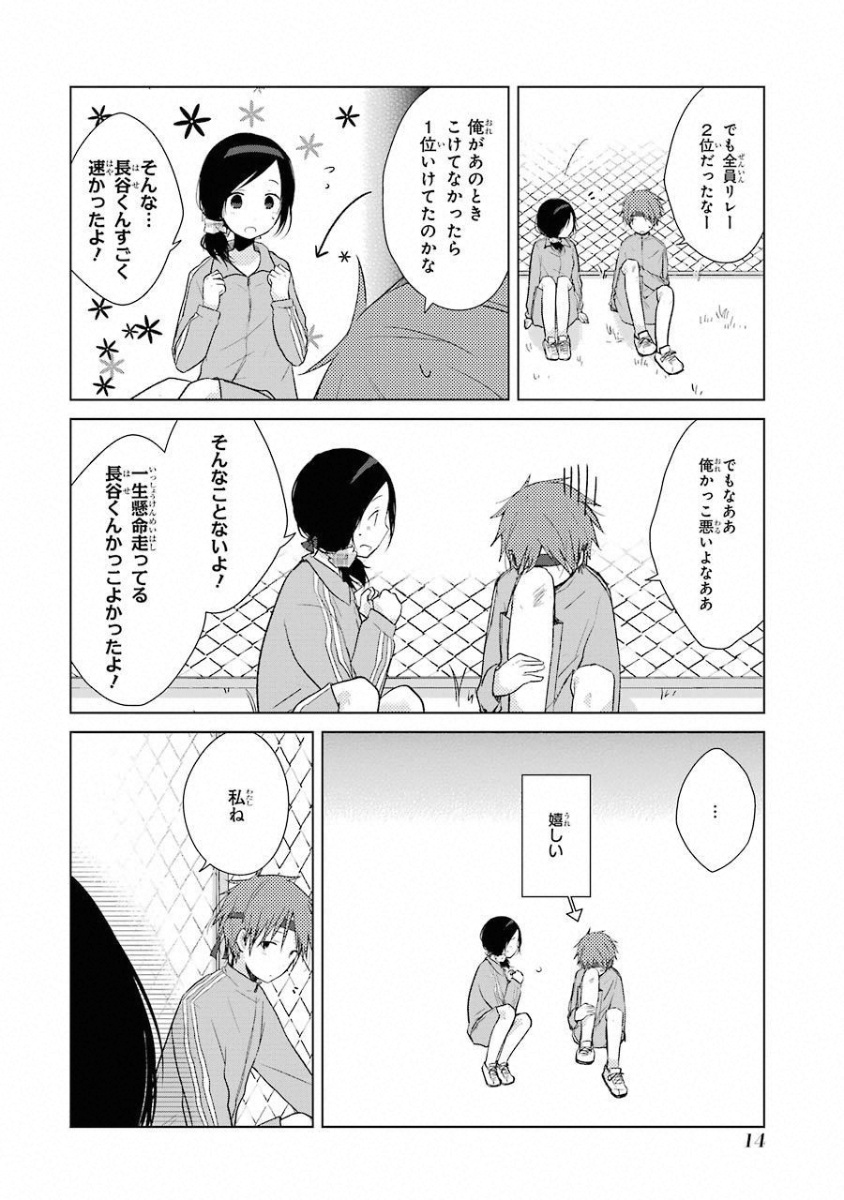 でも全員リレー
２位だったなー
俺があのとき
こけてなかったら
１位いけてたのかな
そんな…
長谷くんすごく
速かったよ！
でもなああ
俺かっこ悪いよなああ
そんなことないよ！
一生懸命走ってる
長谷くんかっこよかったよ！
…
嬉しい
私ね
14